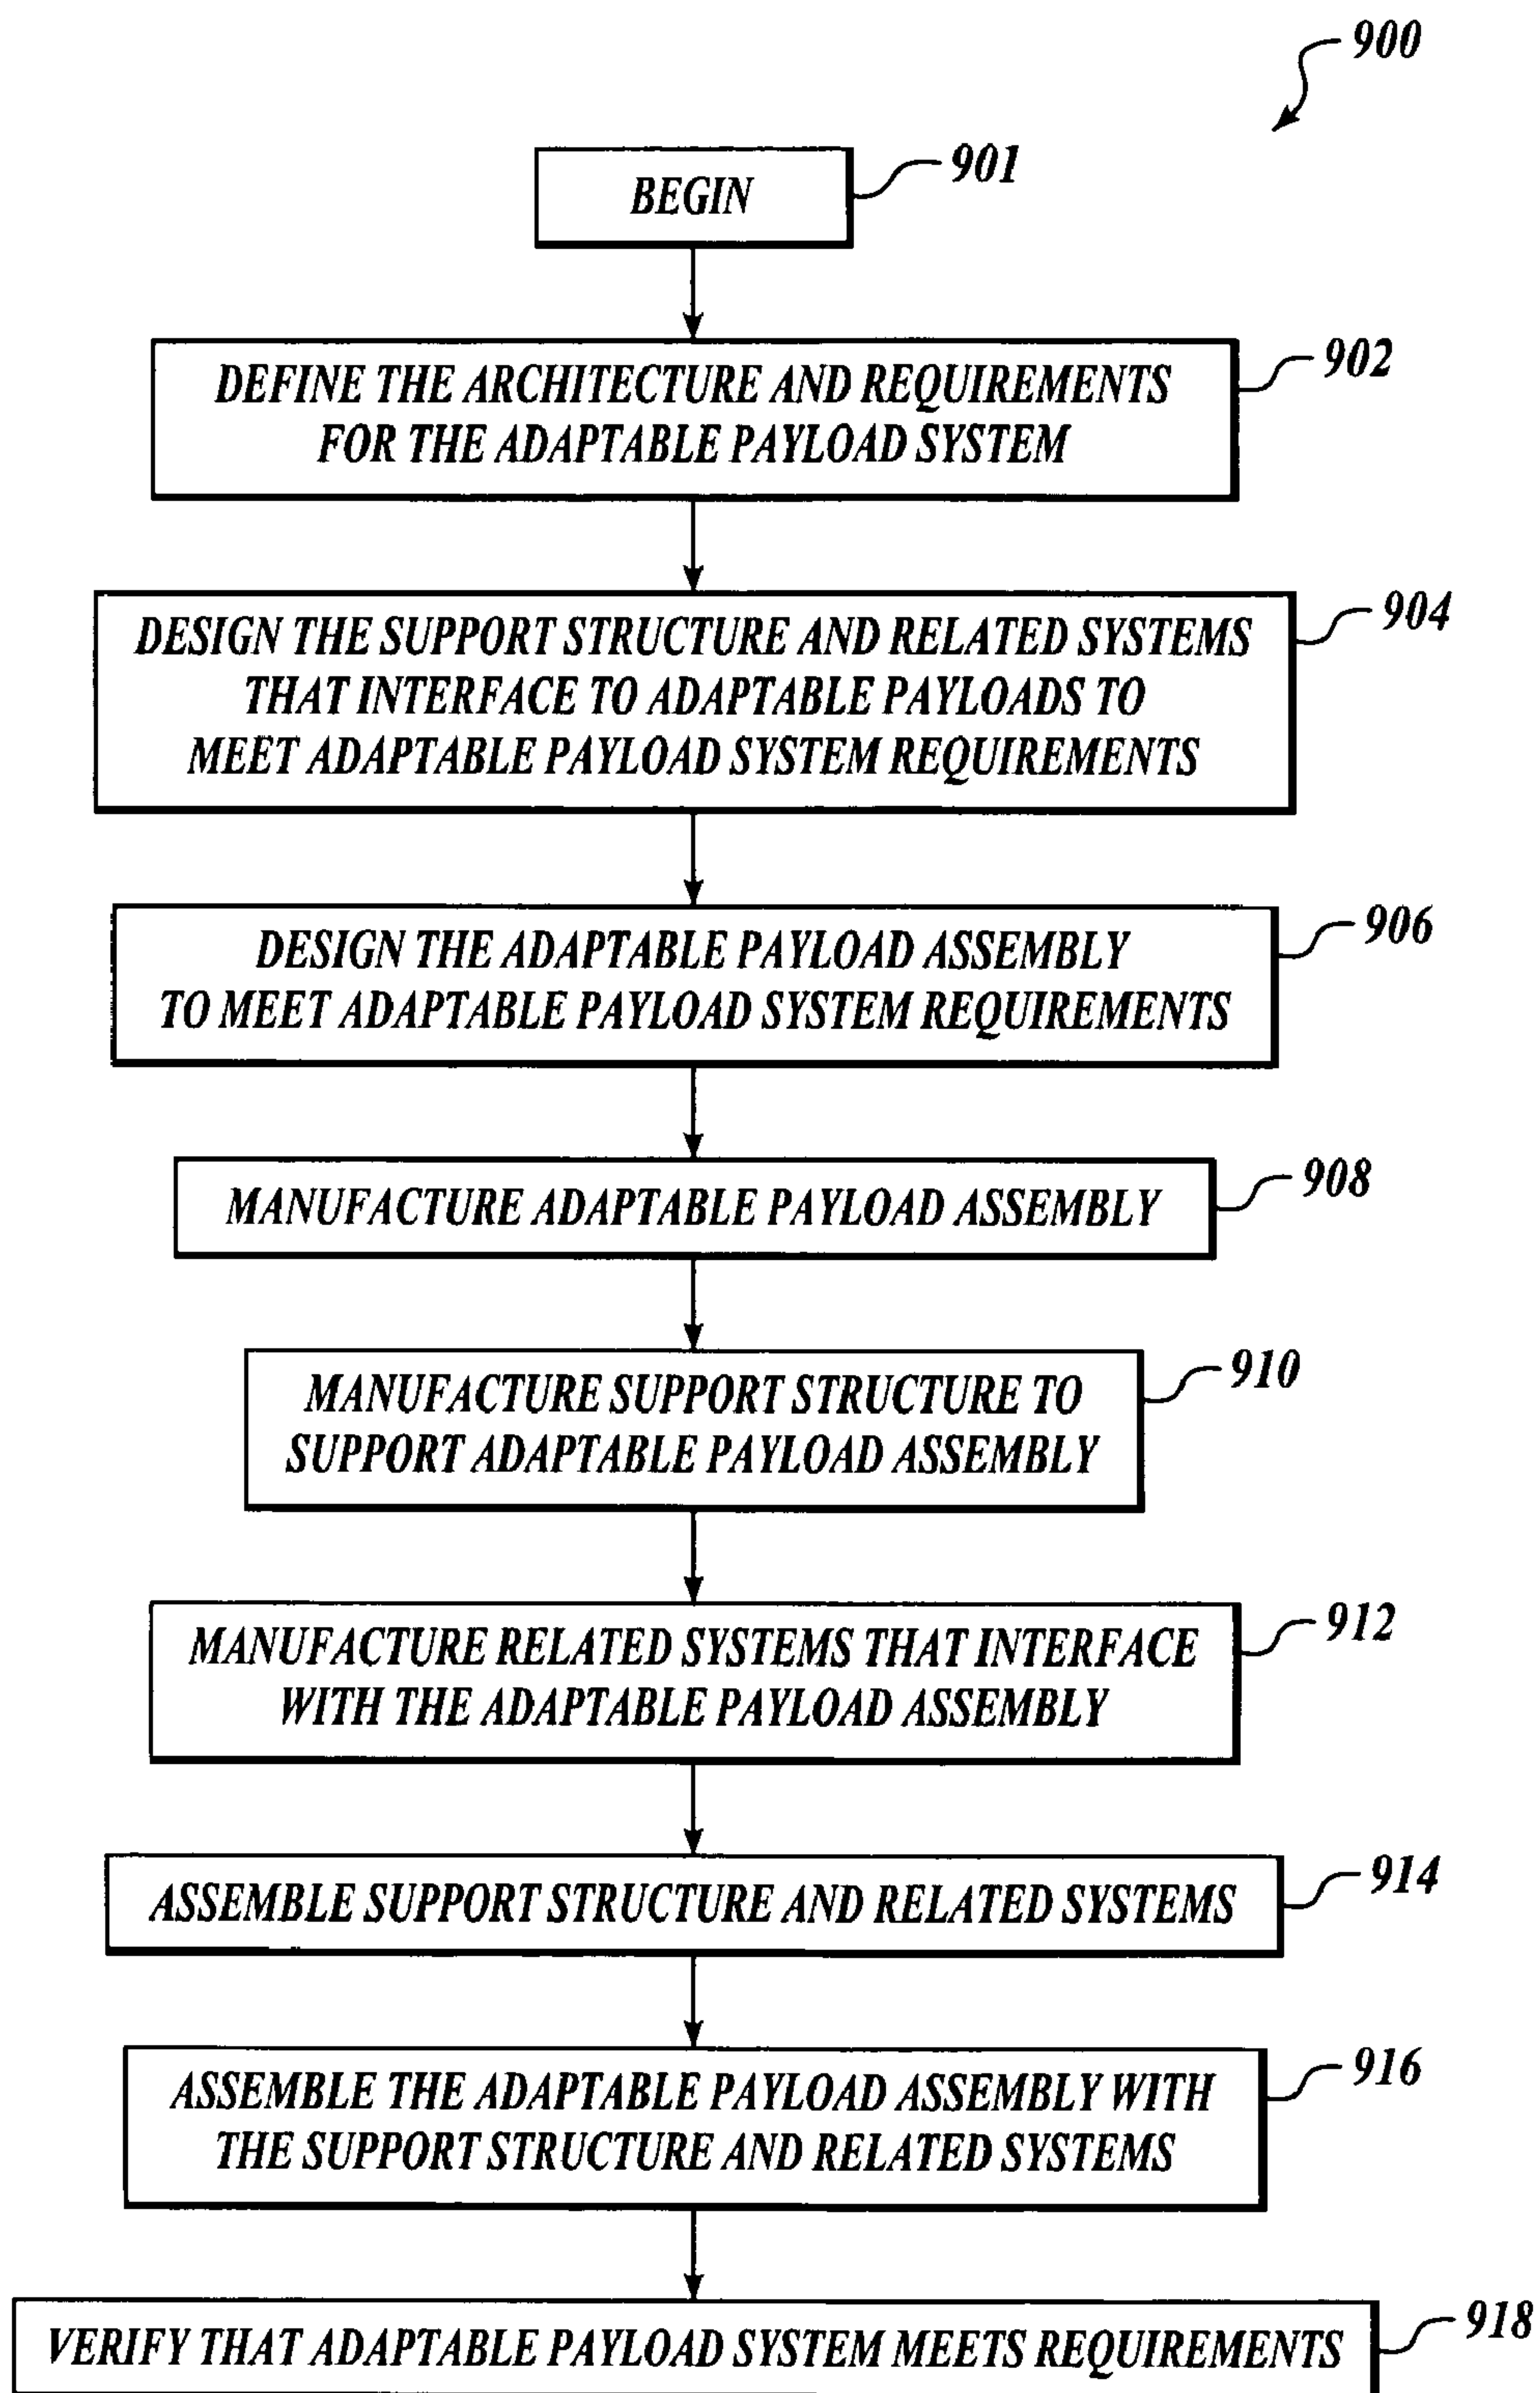 900
BEGIN
901
DEFINE THE ARCHITECTURE AND REQUIREMENTS
FOR THE ADAPTABLE PAYLOAD SYSTEM
902
DESIGN THE SUPPORT STRUCTURE AND RELATED SYSTEMS
THAT INTERFACE TO ADAPTABLE PAYLOADS TO
MEET ADAPTABLE PAYLOAD SYSTEM REQUIREMENTS
904
DESIGN THE ADAPTABLE PAYLOAD ASSEMBLY
TO MEET ADAPTABLE PAYLOAD SYSTEM REQUIREMENTS
906
MANUFACTURE ADAPTABLE PAYLOAD ASSEMBLY
908
MANUFACTURE SUPPORT STRUCTURE TO
SUPPORT ADAPTABLE PAYLOAD ASSEMBLY
910
MANUFACTURE RELATED SYSTEMS THAT INTERFACE
WITH THE ADAPTABLE PAYLOAD ASSEMBLY
912
ASSEMBLE SUPPORT STRUCTURE AND RELATED SYSTEMS
914
ASSEMBLE THE ADAPTABLE PAYLOAD ASSEMBLY WITH
THE SUPPORT STRUCTURE AND RELATED SYSTEMS
916
VERIFY THAT ADAPTABLE PAYLOAD SYSTEM MEETS REQUIREMENTS
918